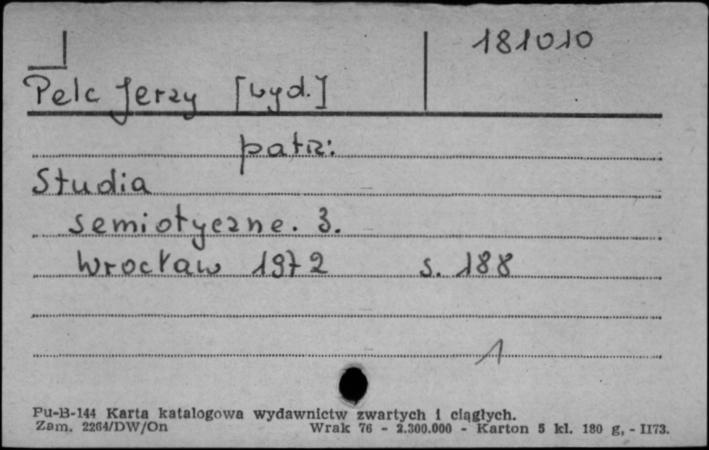 181010
Pelc Jerzy [wyd.]
patrz:
Studia
semiotyczne. 3.
Wrocław 1972 s. 188
1
Pu-B-144 Karta katalogowa wydawnictw zwartych i ciągłych.
Zam. 2264/DW/On Wrak 76 - 2.300.000 - Karton 5 kl. 180 g, - II73.